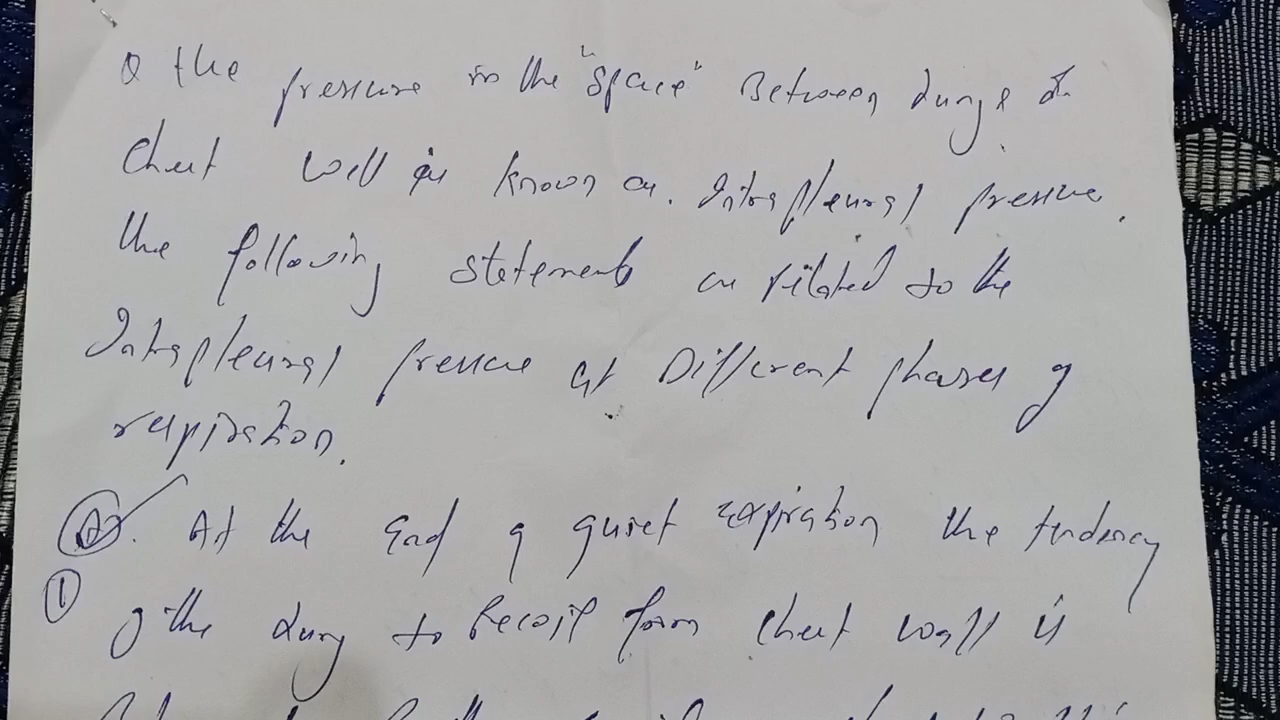 Q the pressure in the "space" Between Lungs &
Chest Wall is known as. Intrapleural pressure.
the following statements are related to the
Intrapleural pressure at Different phases of
respiration.
(A). At the End of quiet expiration the tendency
(1) of the Lung to recoil from Chest wall is